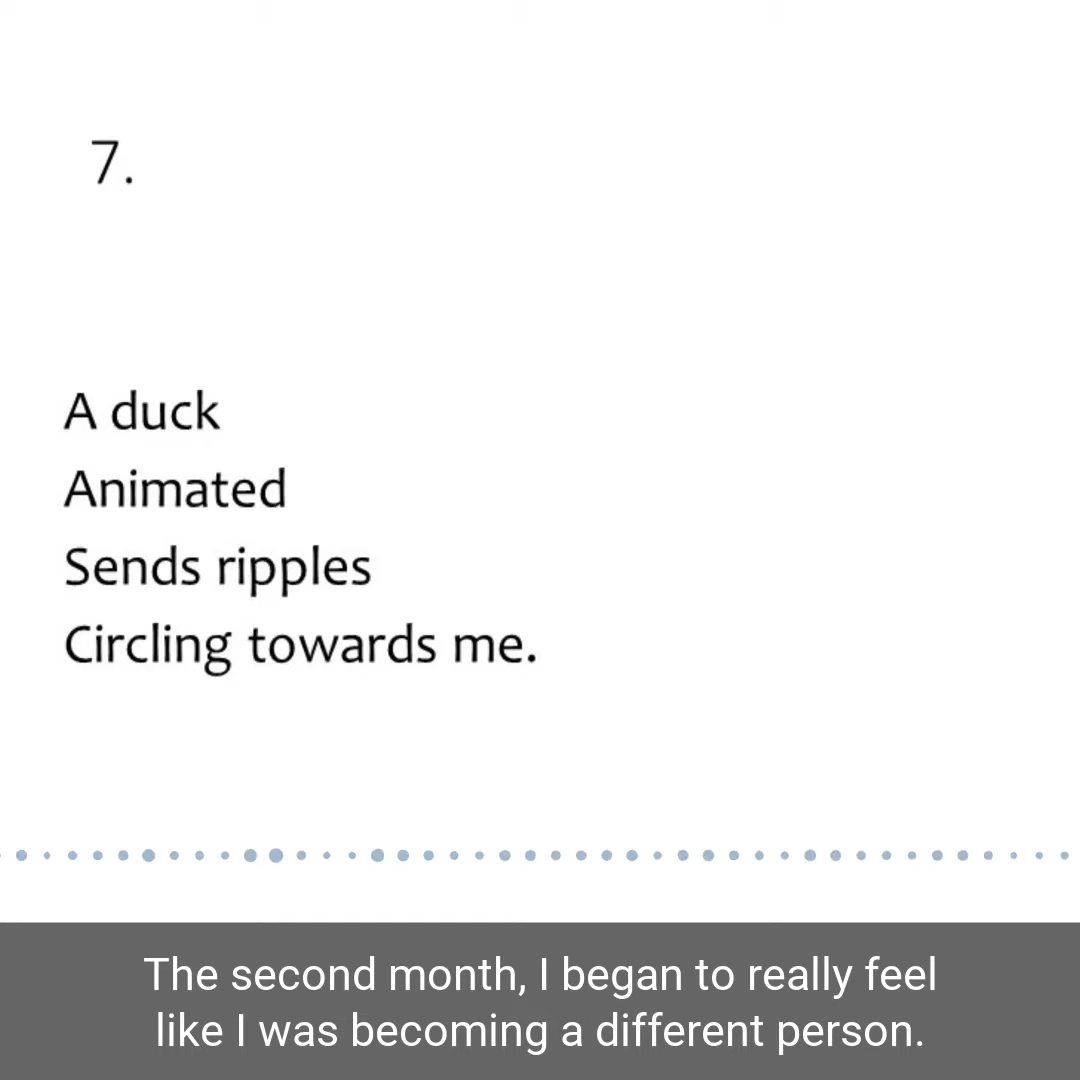 7.
A duck
Animated
Sends ripples
Circling towards me.
The second month, I began to really feel
like I was becoming a different person.